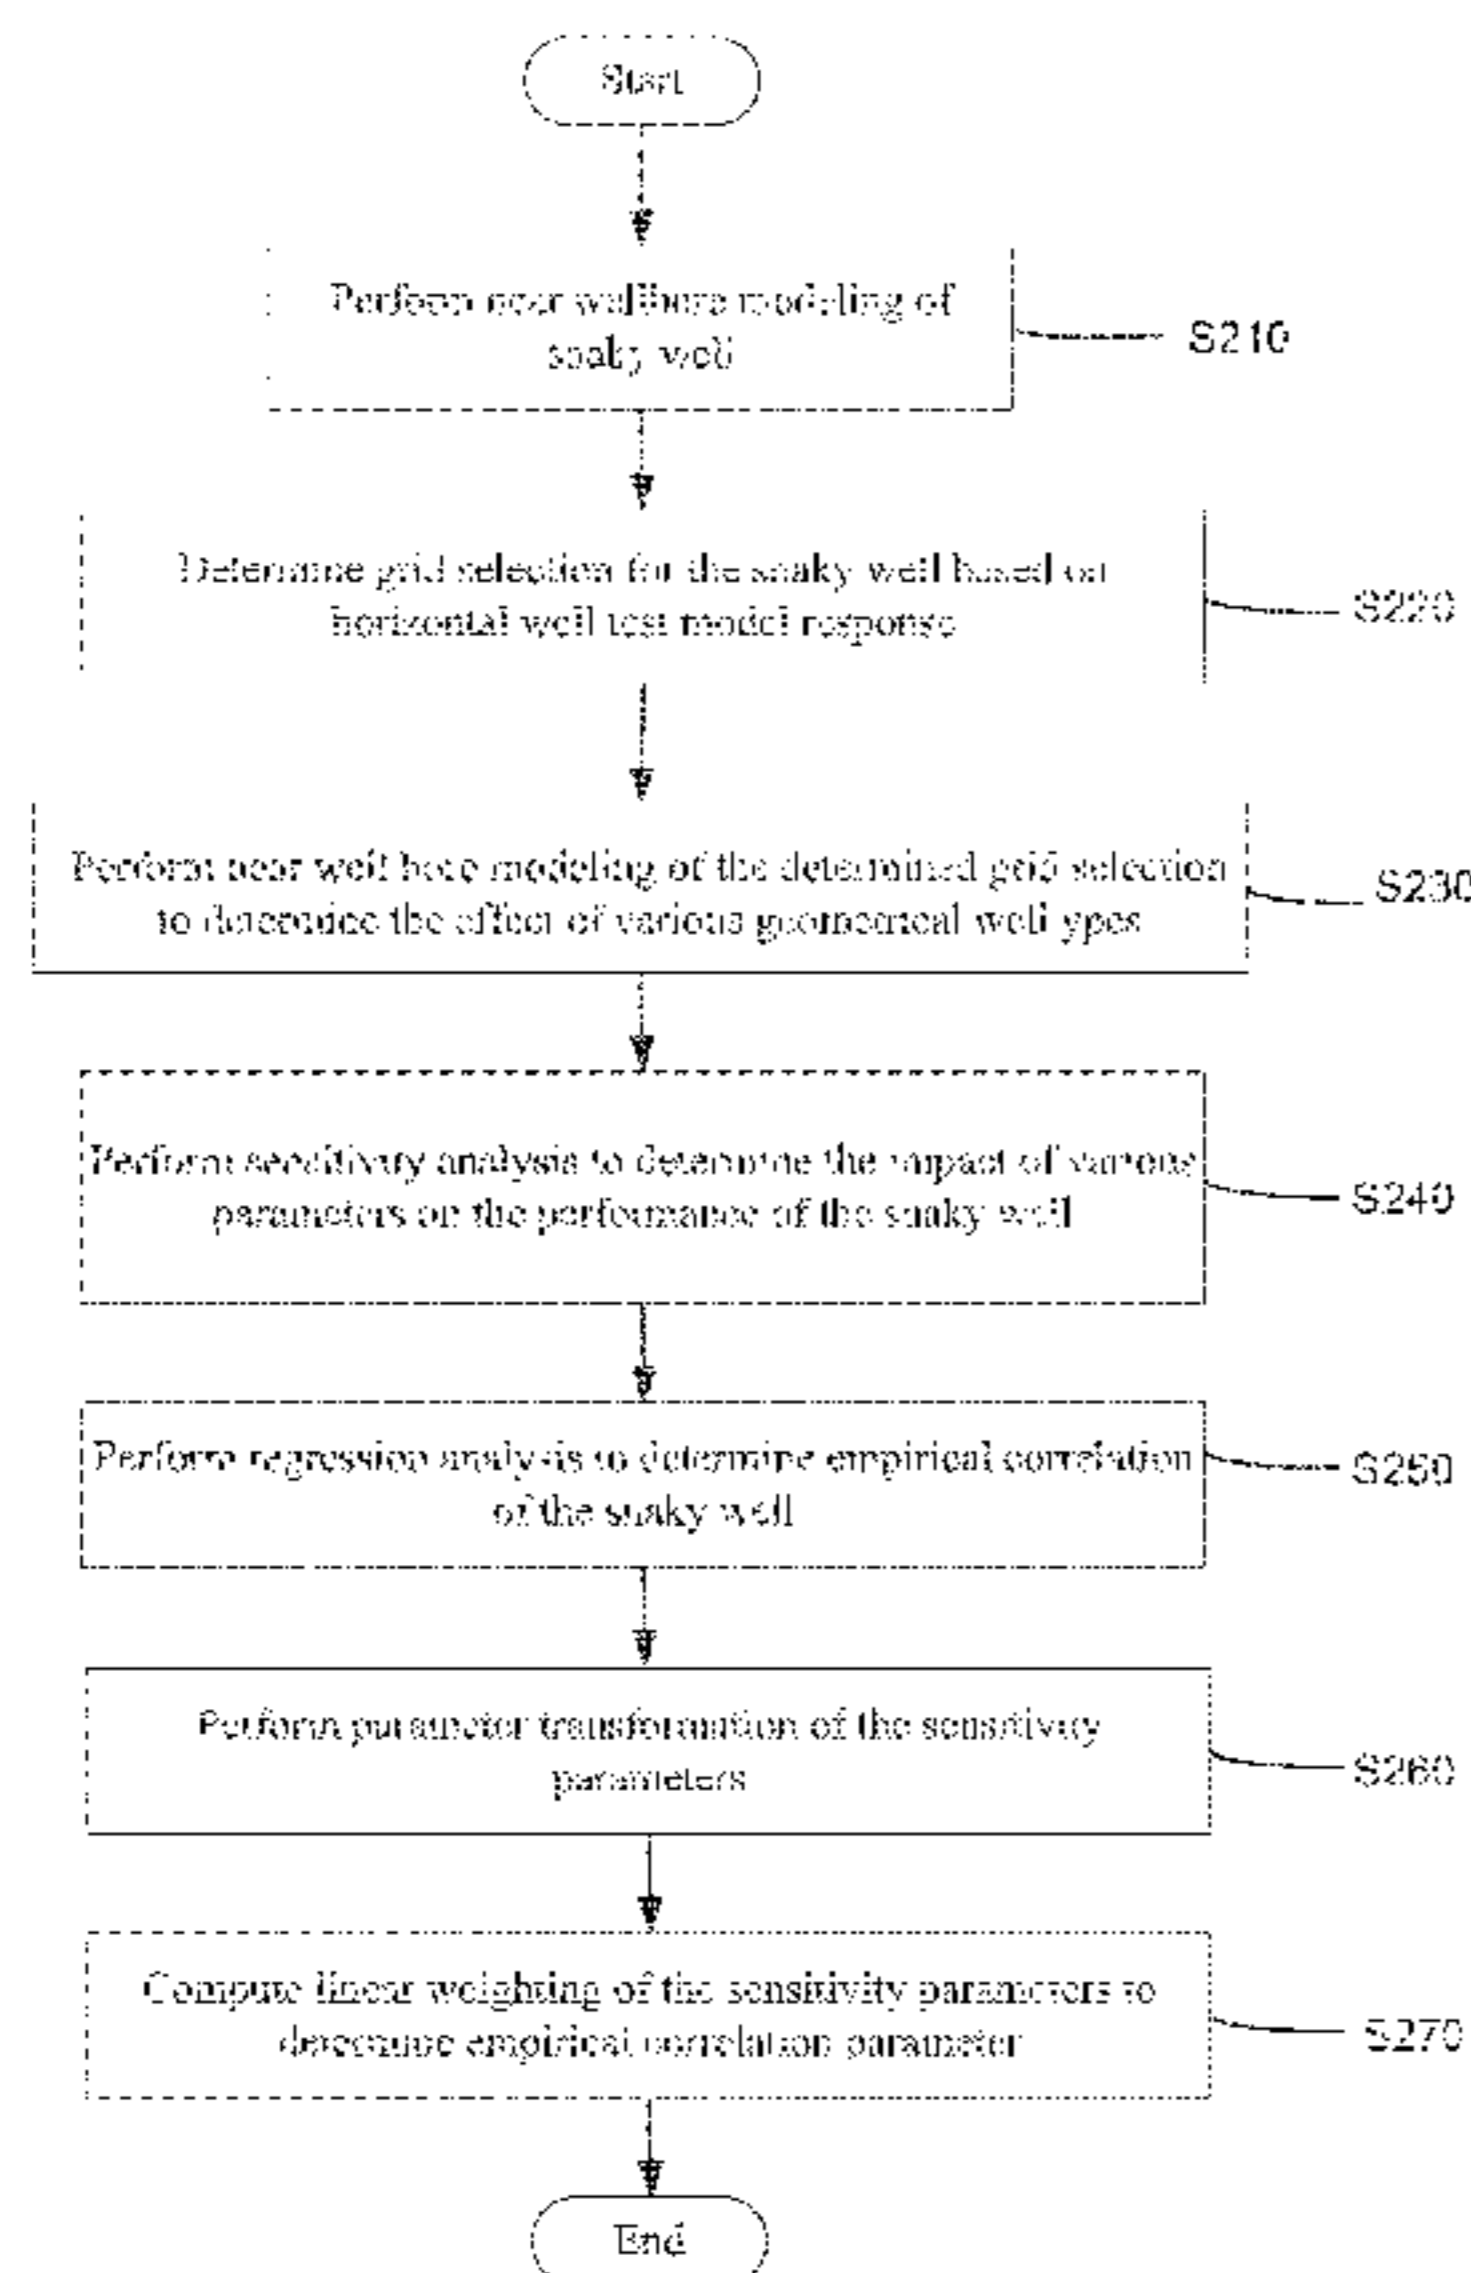 Start
Perform near wellbore modeling of
snaky well
S210
Determine grid selection for the snaky well based on
horizontal well test model response
S220
Perform near well bore modeling of the determined grid selection
to determine the effect of various geometrical well ypes
S230
Perform sensitivity analysis to determine the impact of various
parameters on the performance of the snaky well
S240
Perform regression analysis to determine empirical correlation
of the snaky well
S250
Perform parameter transformation of the sensitivity
parameters
S260
Compute linear weighting of the sensitivity parameters to
determine empirical correlation parameter
S270
End